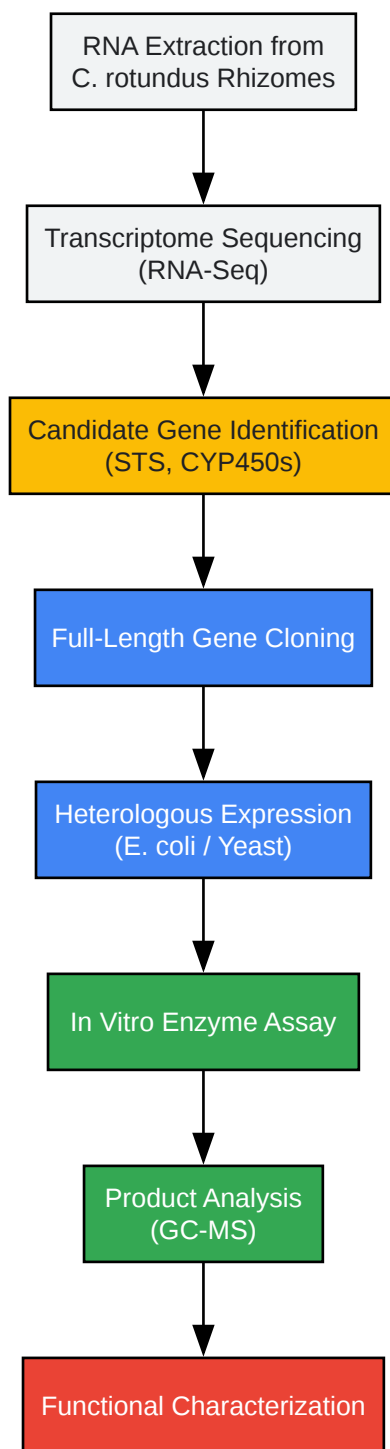 RNA Extraction from
C. rotundus Rhizomes
Transcriptome Sequencing
(RNA-Seq)
Candidate Gene Identification
(STS, CYP450s)
Full-Length Gene Cloning
Heterologous Expression
(E. coli / Yeast)
In Vitro Enzyme Assay
Product Analysis
(GC-MS)
Functional Characterization